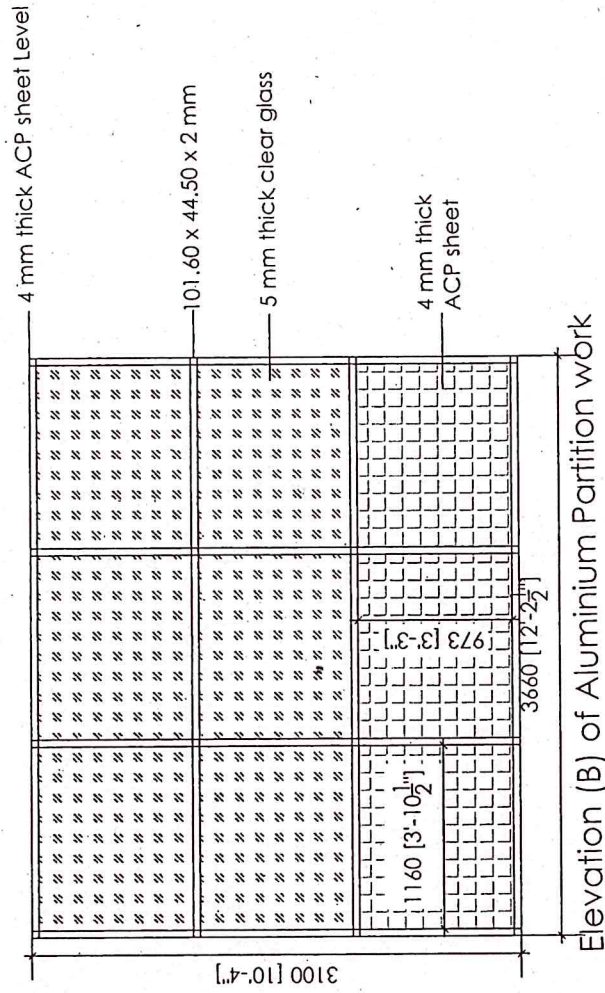 4 mm thick ACP sheet Level
101.60 x 44.50 x 2 mm
5 mm thick clear glass
4 mm thick
ACP sheet
3100 [10'-4"]
973 [3'-3"]
1160 [3'-10½"]
3660 [12'-2½"]
Elevation (B) of Aluminium Partition work